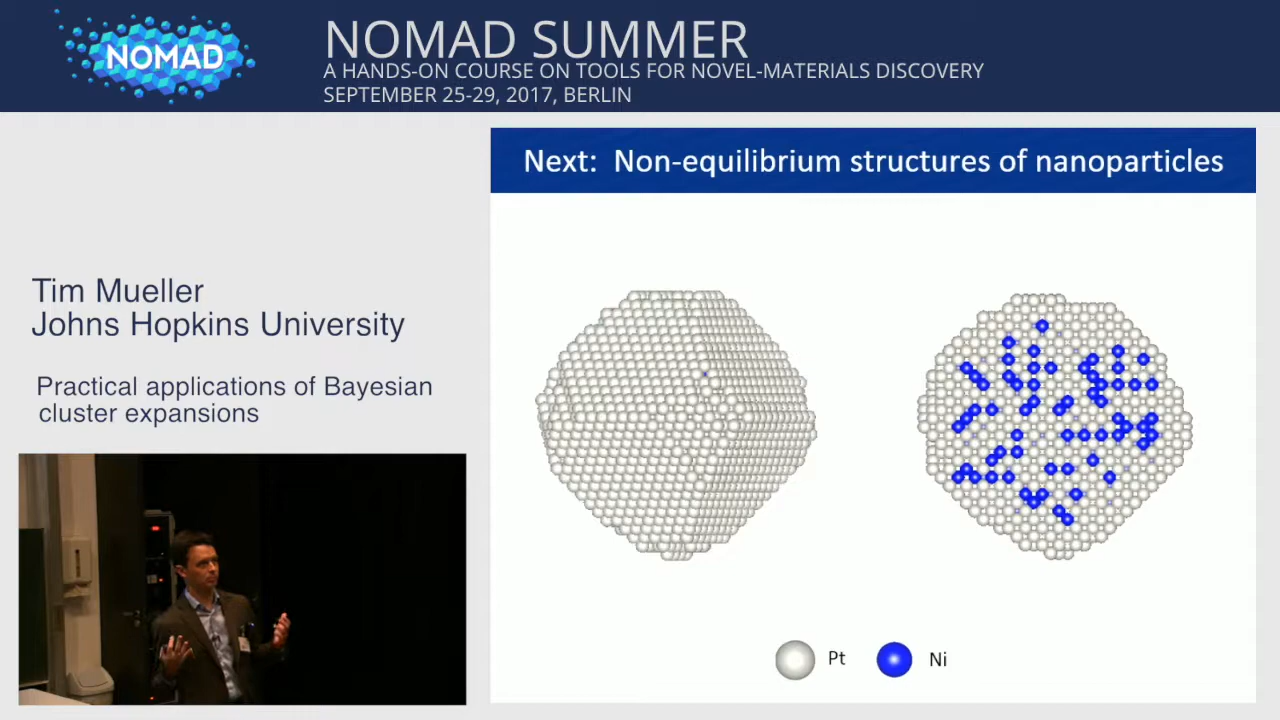 NOMAD
NOMAD SUMMER
A HANDS-ON COURSE ON TOOLS FOR NOVEL-MATERIALS DISCOVERY
SEPTEMBER 25-29, 2017, BERLIN
Next: Non-equilibrium structures of nanoparticles
Tim Mueller
Johns Hopkins University
Practical applications of Bayesian
cluster expansions
Pt
Ni